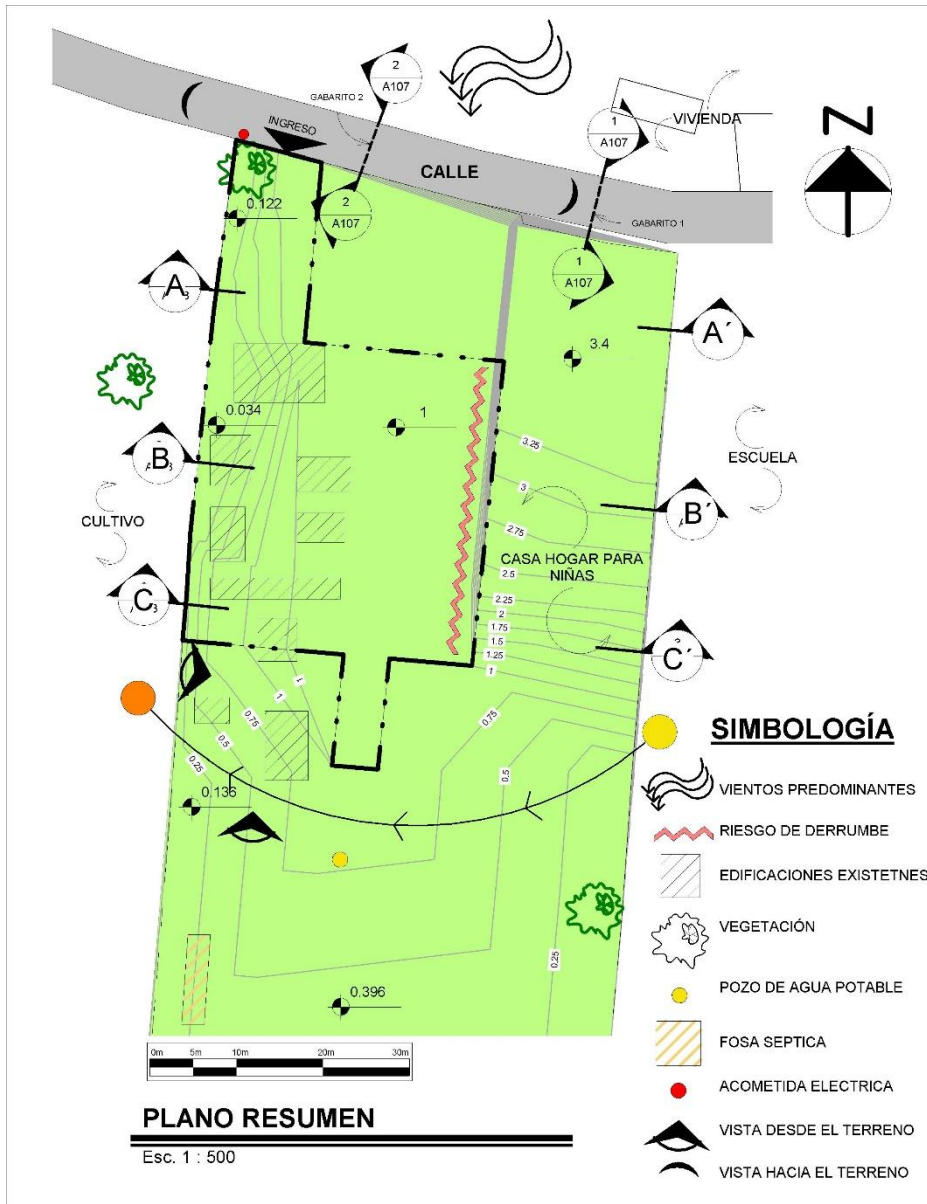 2
A107
GABARITO 2
INGRESO
CALLE
2
A107
1
A107
VIVIENDA
GABARITO 1
1
A107
N
0.122
A
A´
3.4
0.034
1
B
B´
ESCUELA
CULTIVO
3.25
3
2.75
CASA HOGAR PARA
NIÑAS
2.5
2.25
2
1.75
1.5
1.25
1
C
C´
1
1
0.75
0.5
0.25
0.75
0.5
0.25
0.136
0.25
0.396
SIMBOLOGÍA
VIENTOS PREDOMINANTES
RIESGO DE DERRUMBE
EDIFICACIONES EXISTETNES
VEGETACIÓN
POZO DE AGUA POTABLE
FOSA SEPTICA
ACOMETIDA ELECTRICA
VISTA DESDE EL TERRENO
VISTA HACIA EL TERRENO
0m 5m 10m 20m 30m
PLANO RESUMEN
Esc. 1 : 500